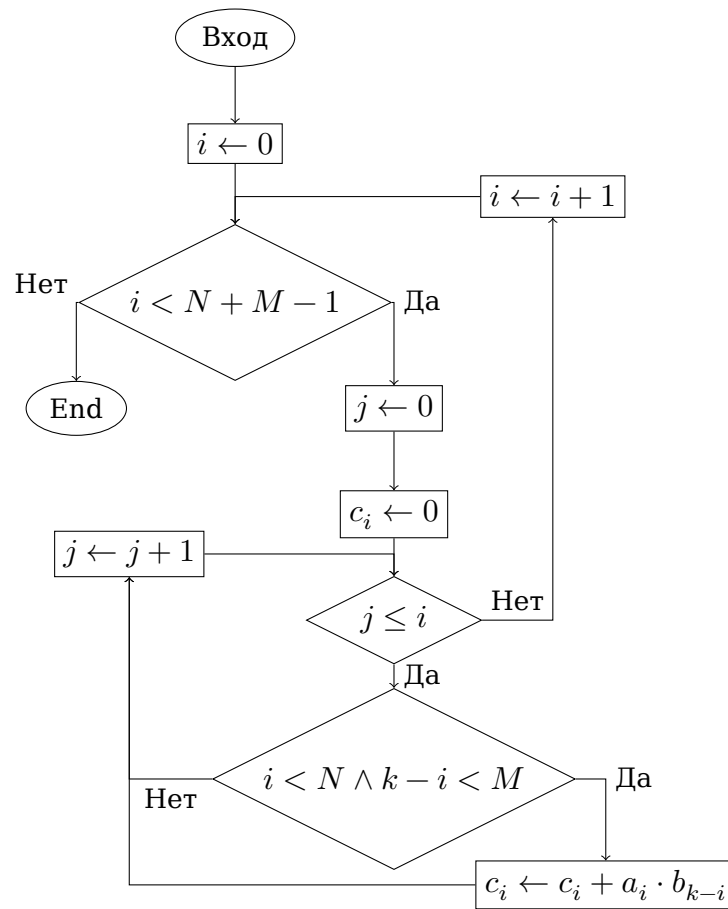 Вход
i ← 0
i ← i + 1
Нет
i < N + M − 1
Да
End
j ← 0
c_i ← 0
j ← j + 1
j ≤ i
Нет
Да
i < N ∧ k − i < M
Нет
Да
c_i ← c_i + a_i · b_{k−i}